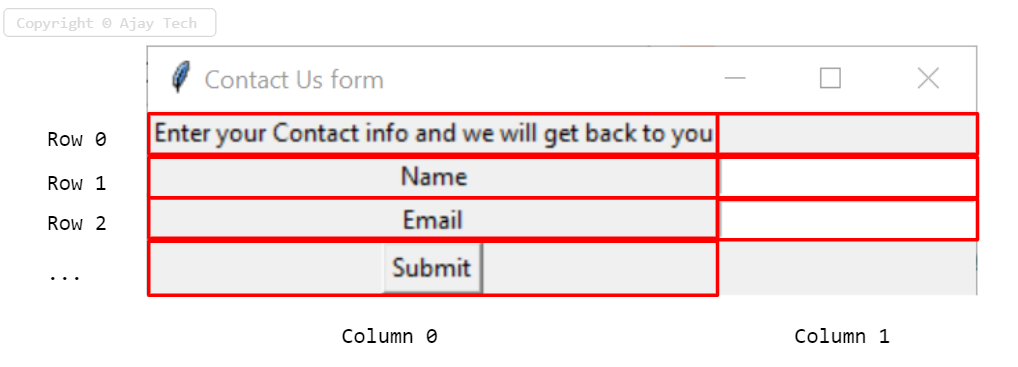 Copyright © Ajay Tech
Contact Us form
Row 0 Enter your Contact info and we will get back to you
Row 1 Name
Row 2 Email
... Submit
Column 0 Column 1